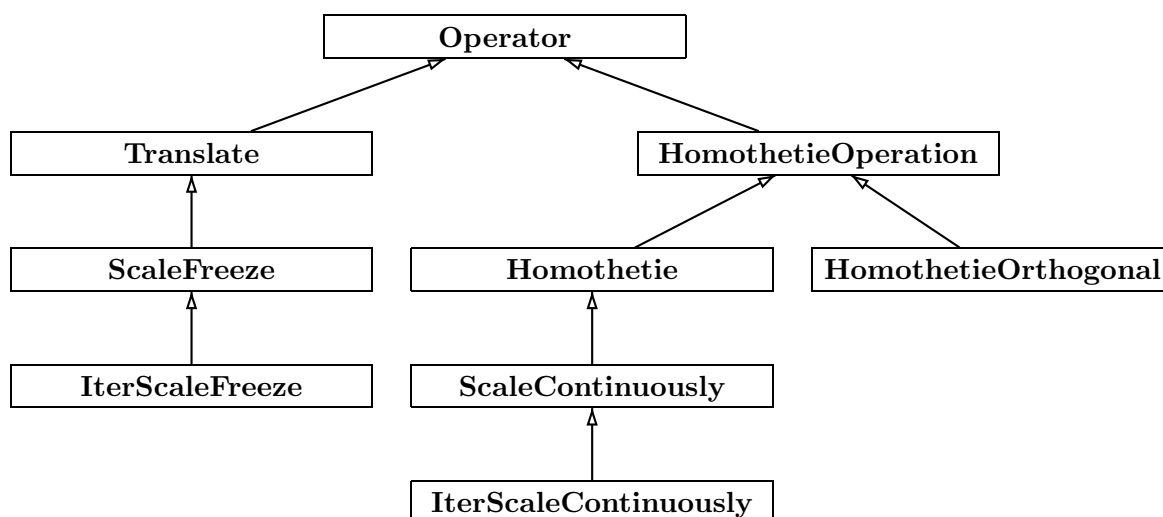 Operator
Translate
HomothetieOperation
ScaleFreeze
Homothetie
HomothetieOrthogonal
IterScaleFreeze
ScaleContinuously
IterScaleContinuously